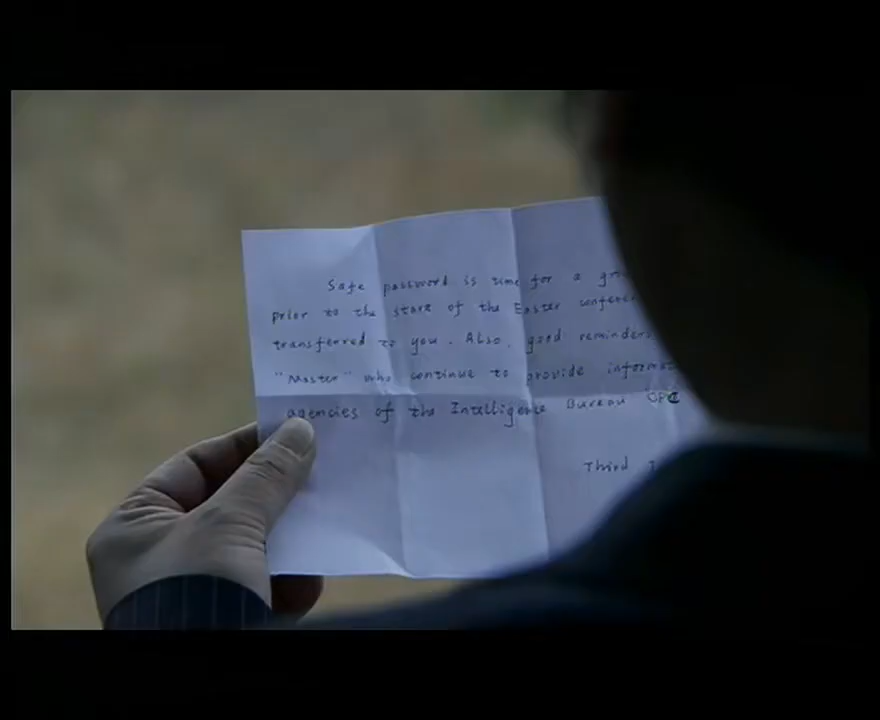 Safe password is time for a
prior to the start of the Easter
transferred to you. Also, good reminder
"Master" who continue to provide
agencies of the Intelligence Bureau
Third